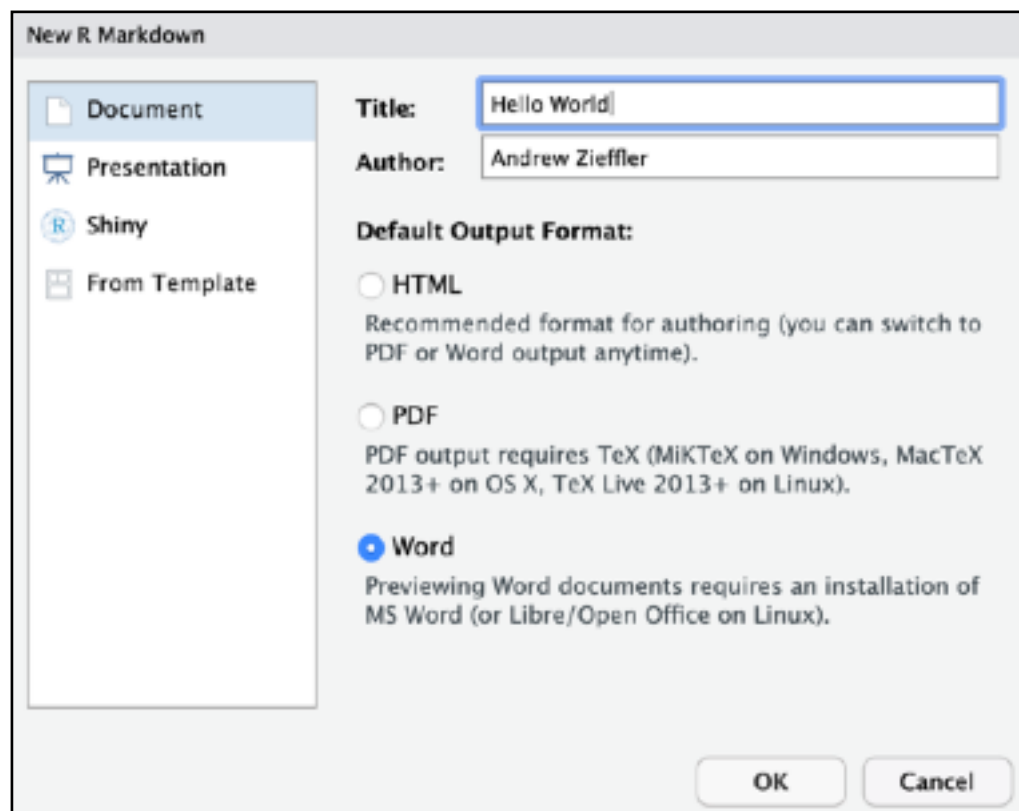 New R Markdown
Document
Presentation
R Shiny
From Template
Title: Hello World
Author: Andrew Zieffler
Default Output Format:
HTML
Recommended format for authoring (you can switch to
PDF or Word output anytime).
PDF
PDF output requires TeX (MiKTeX on Windows, MacTeX
2013+ on OS X, TeX Live 2013+ on Linux).
Word
Previewing Word documents requires an installation of
MS Word (or Libre/Open Office on Linux).
OK Cancel